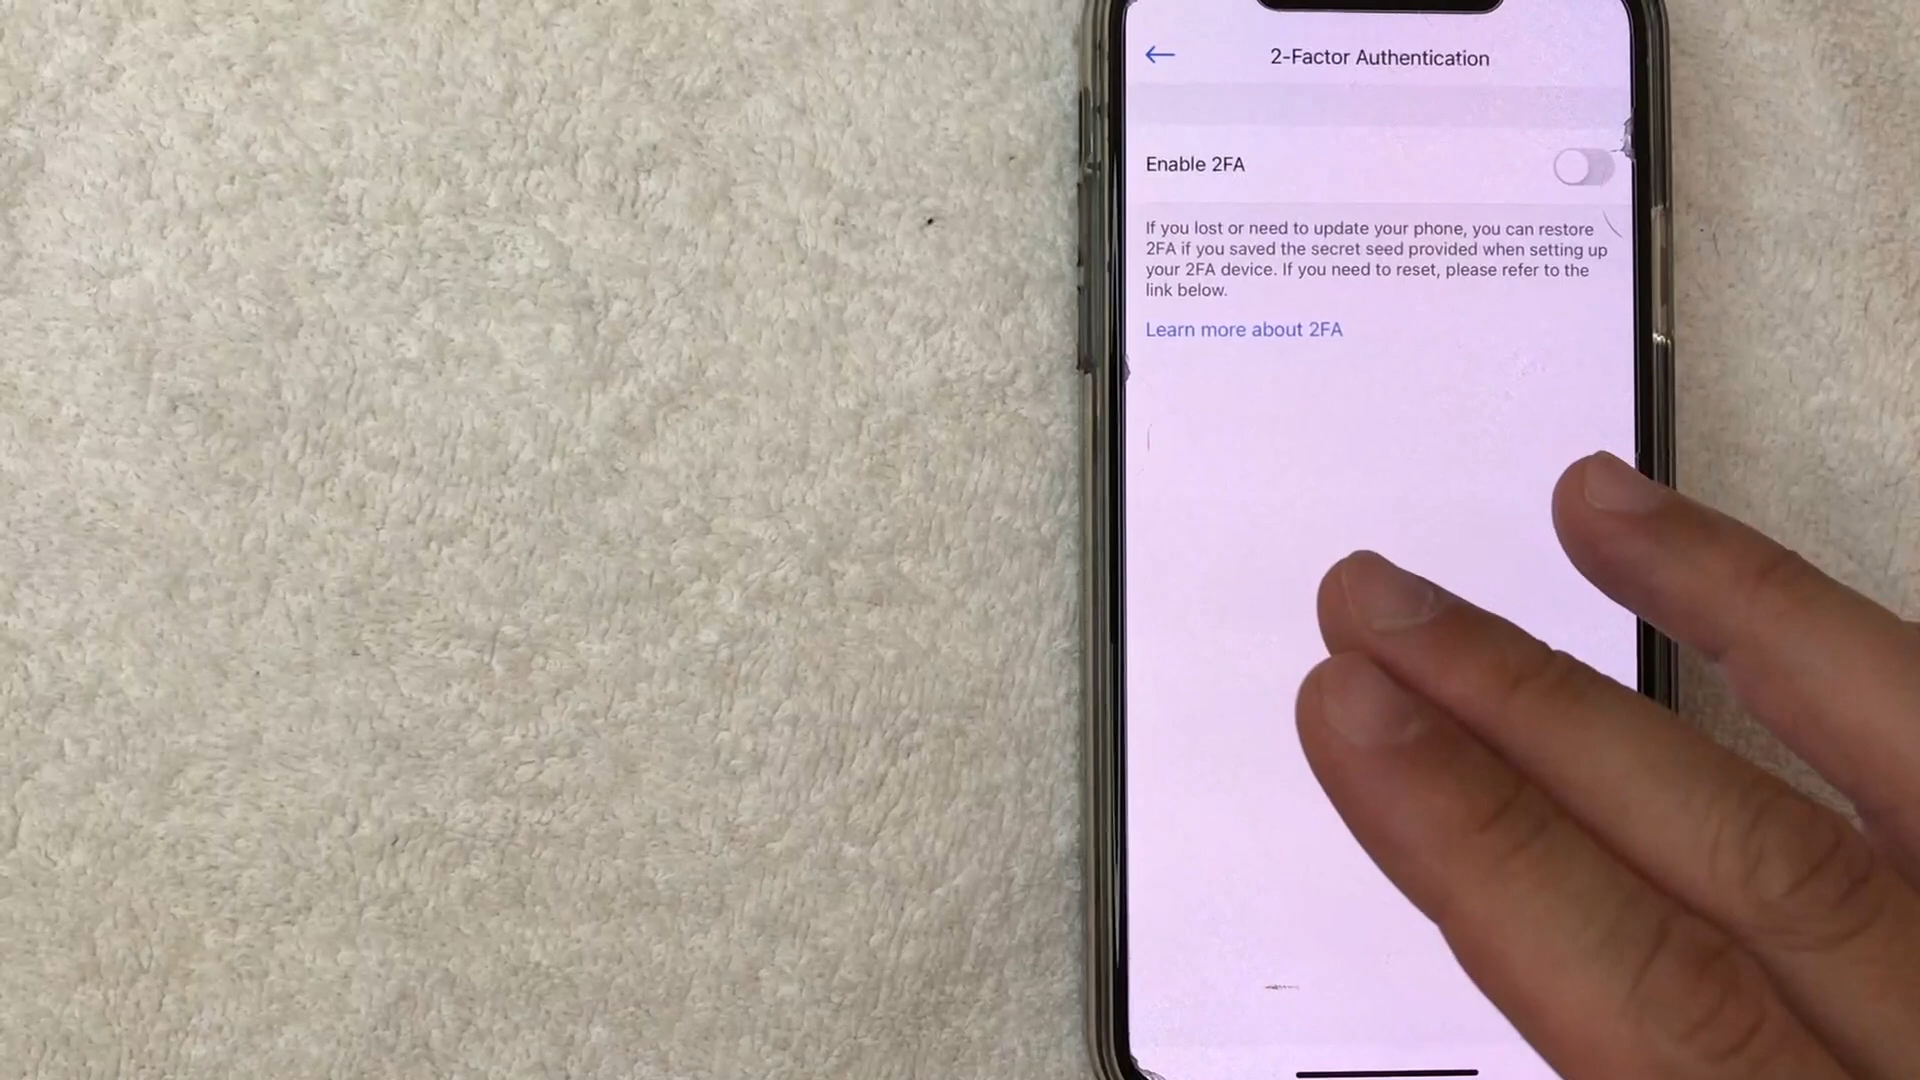 2-Factor Authentication
Enable 2FA
If you lost or need to update your phone, you can restore
2FA if you saved the secret seed provided when setting up
your 2FA device. If you need to reset, please refer to the
link below.
Learn more about 2FA